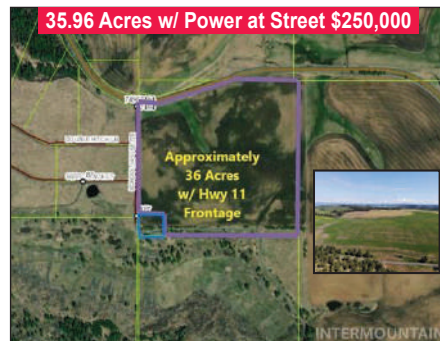 35.96 Acres w/ Power at Street $250,000
Approximately
36 Acres
w/ Hwy 11
Frontage
INTERMOUNTAIN